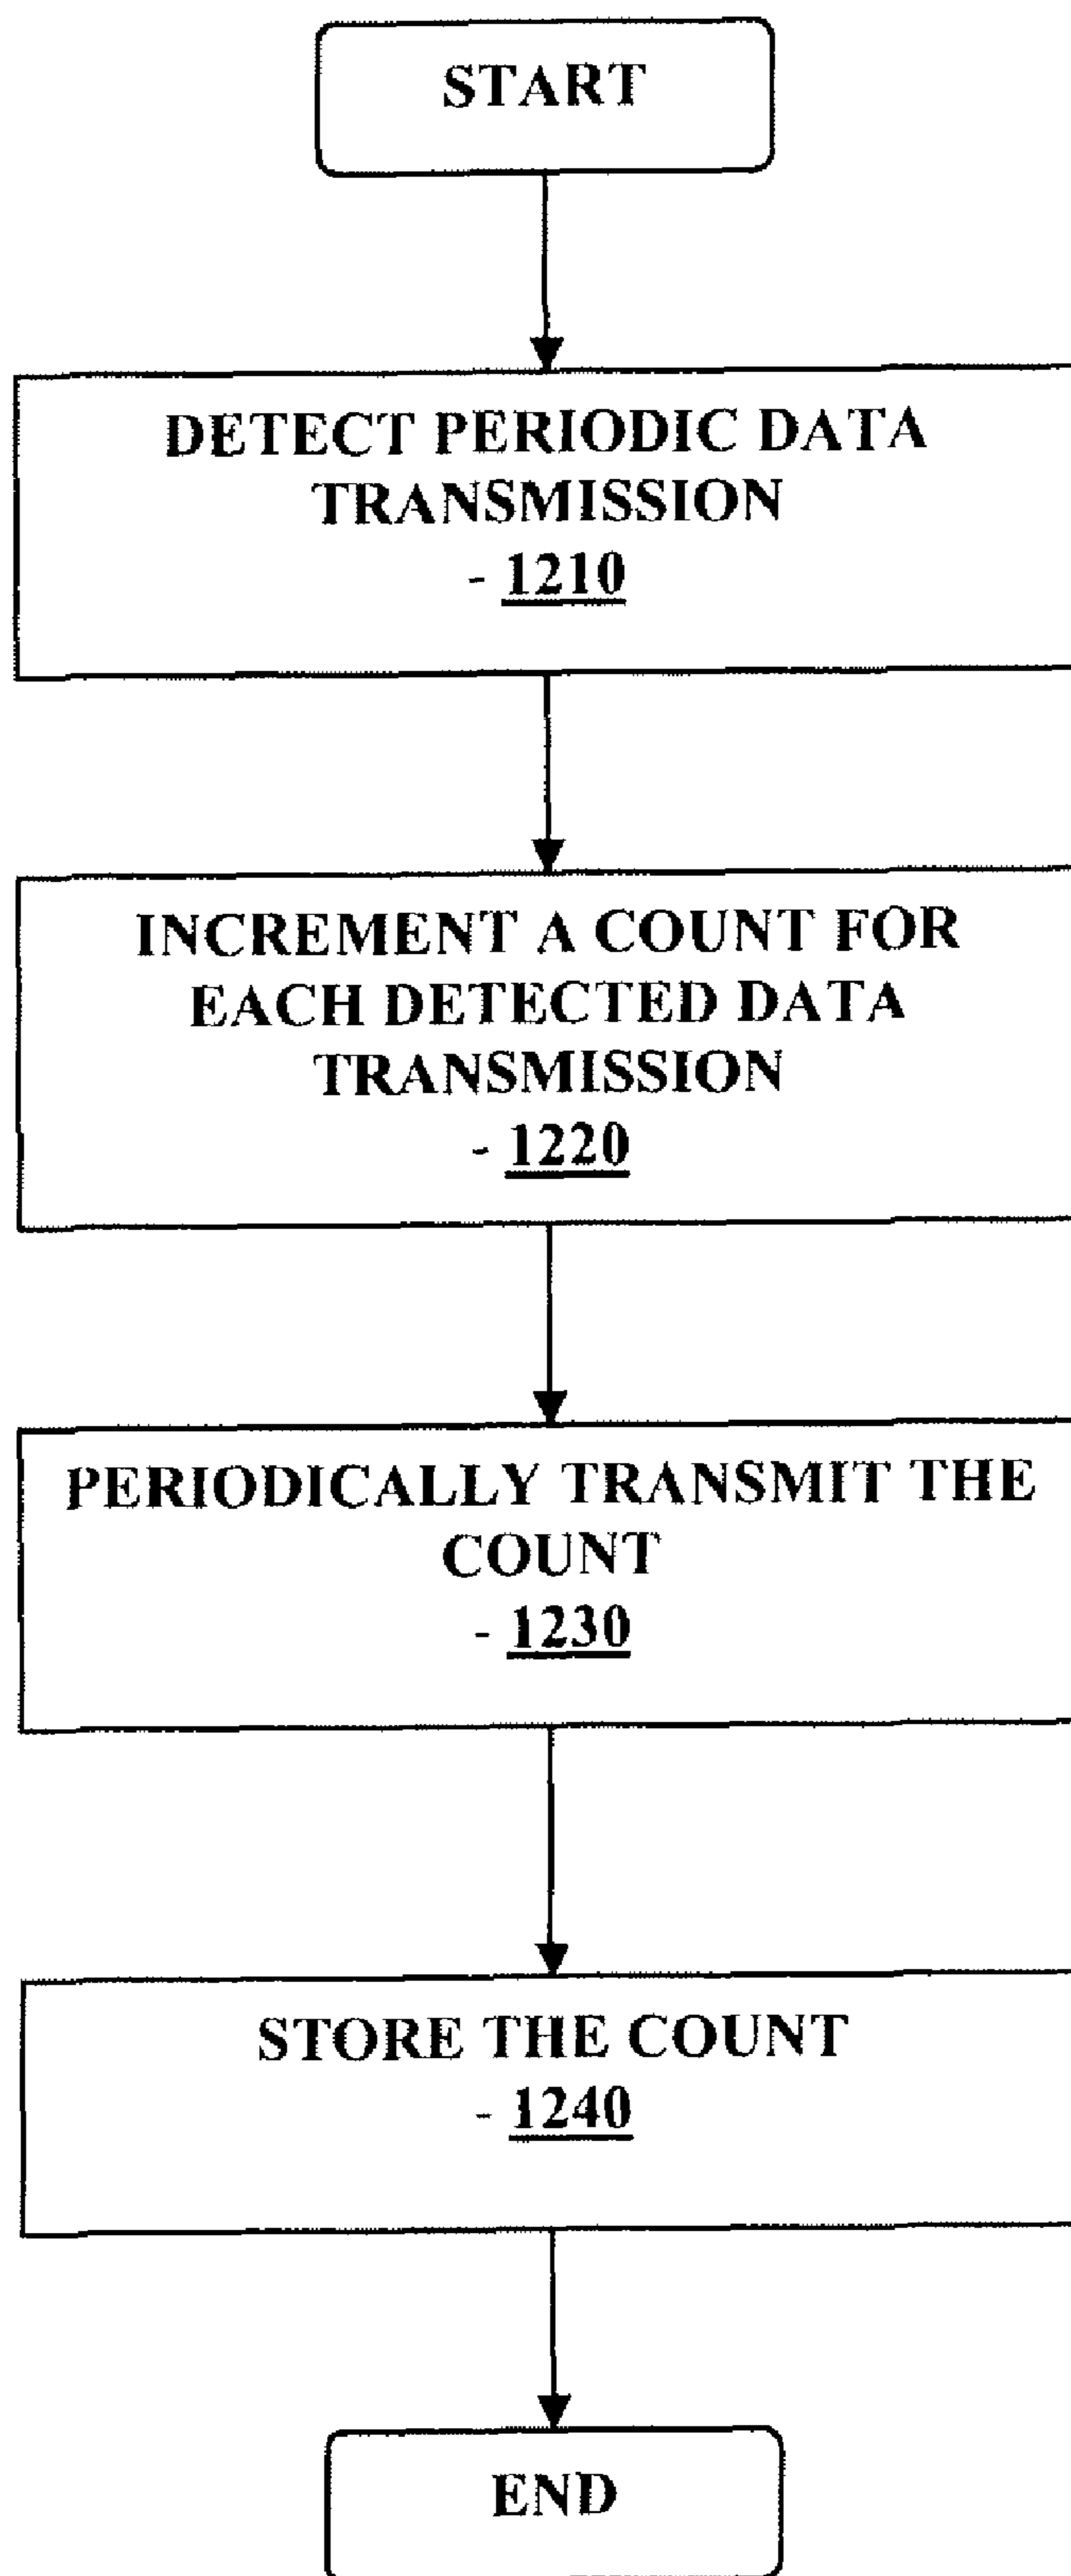 START
DETECT PERIODIC DATA
TRANSMISSION
- 1210
INCREMENT A COUNT FOR
EACH DETECTED DATA
TRANSMISSION
- 1220
PERIODICALLY TRANSMIT THE
COUNT
- 1230
STORE THE COUNT
- 1240
END